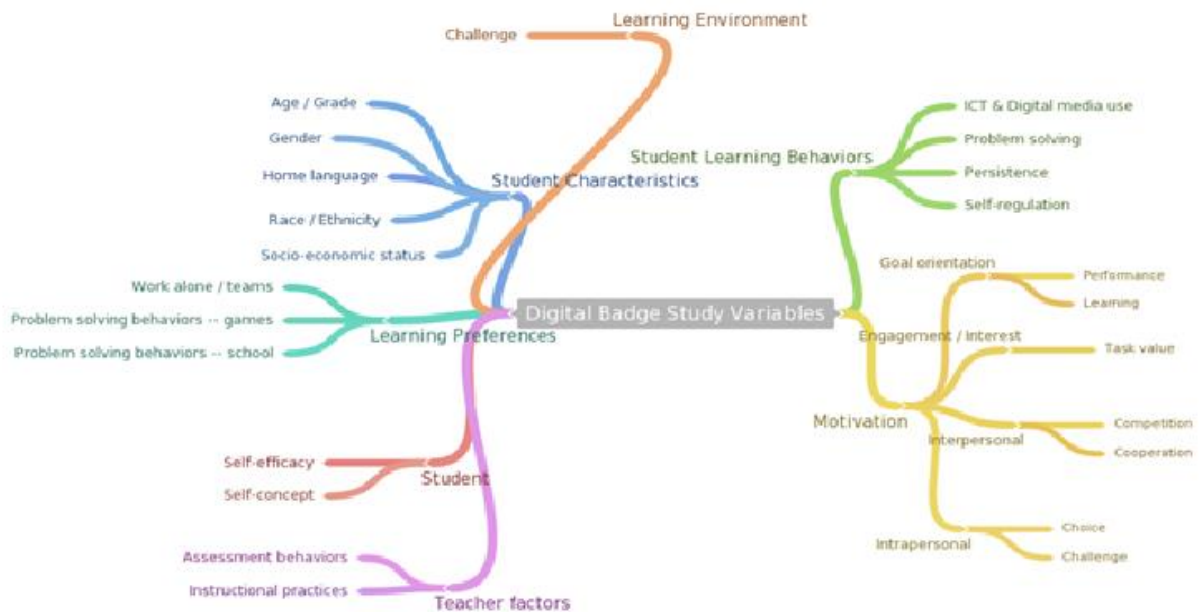 Learning Environment
Challenge
Age / Grade
Gender
Home language
Race / Ethnicity
Socio-economic status
Student Characteristics
Work alone / teams
Problem solving behaviors -- games
Problem solving behaviors -- school
Learning Preferences
Self-efficacy
Self-concept
Student
Assessment behaviors
Instructional practices
Teacher factors
Digital Badge Study Variables
Student Learning Behaviors
ICT & Digital media use
Problem solving
Persistence
Self-regulation
Motivation
Goal orientation
Performance
Learning
Engagement / Interest
Task value
Interpersonal
Competition
Cooperation
Intrapersonal
Choice
Challenge